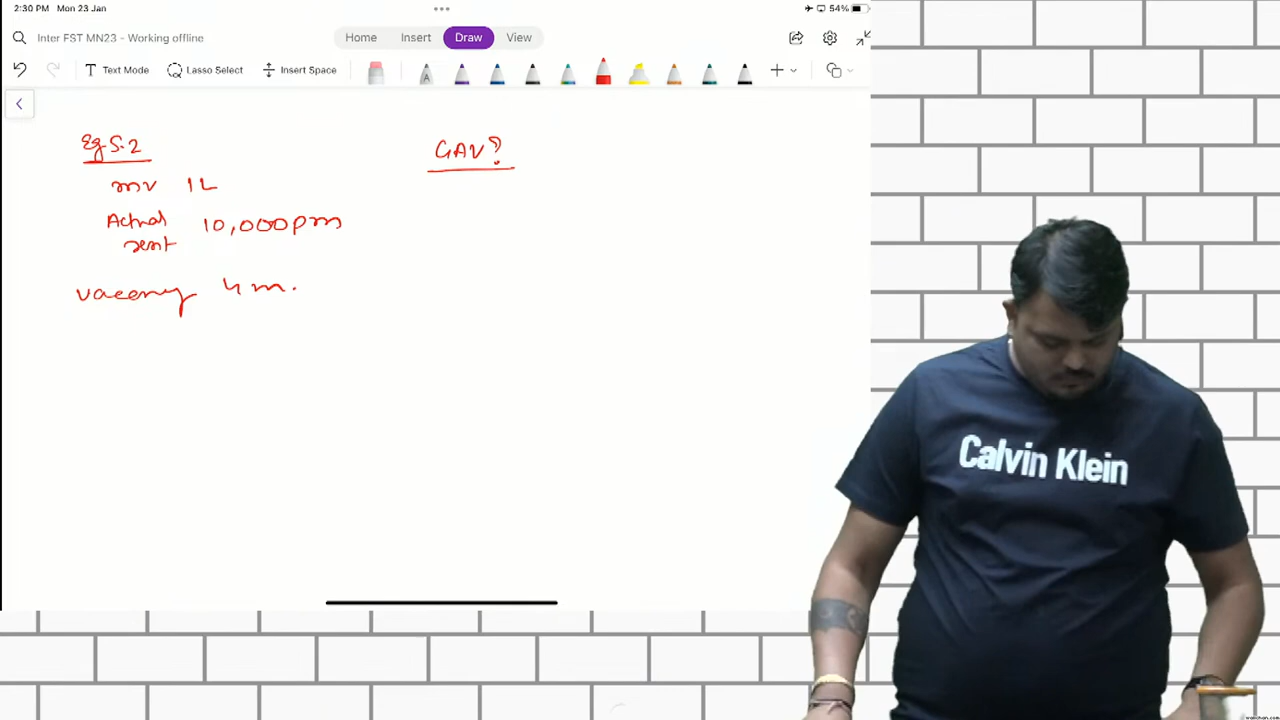 2:30 PM Mon 23 Jan
54%
Inter FST MN23 - Working offline
Home Insert Draw View
Text Mode Lasso Select Insert Space
A
Eg 5.2
GAV?
mv 1L
Actual 10,000pm
rent
vacancy 4m.
Calvin Klein